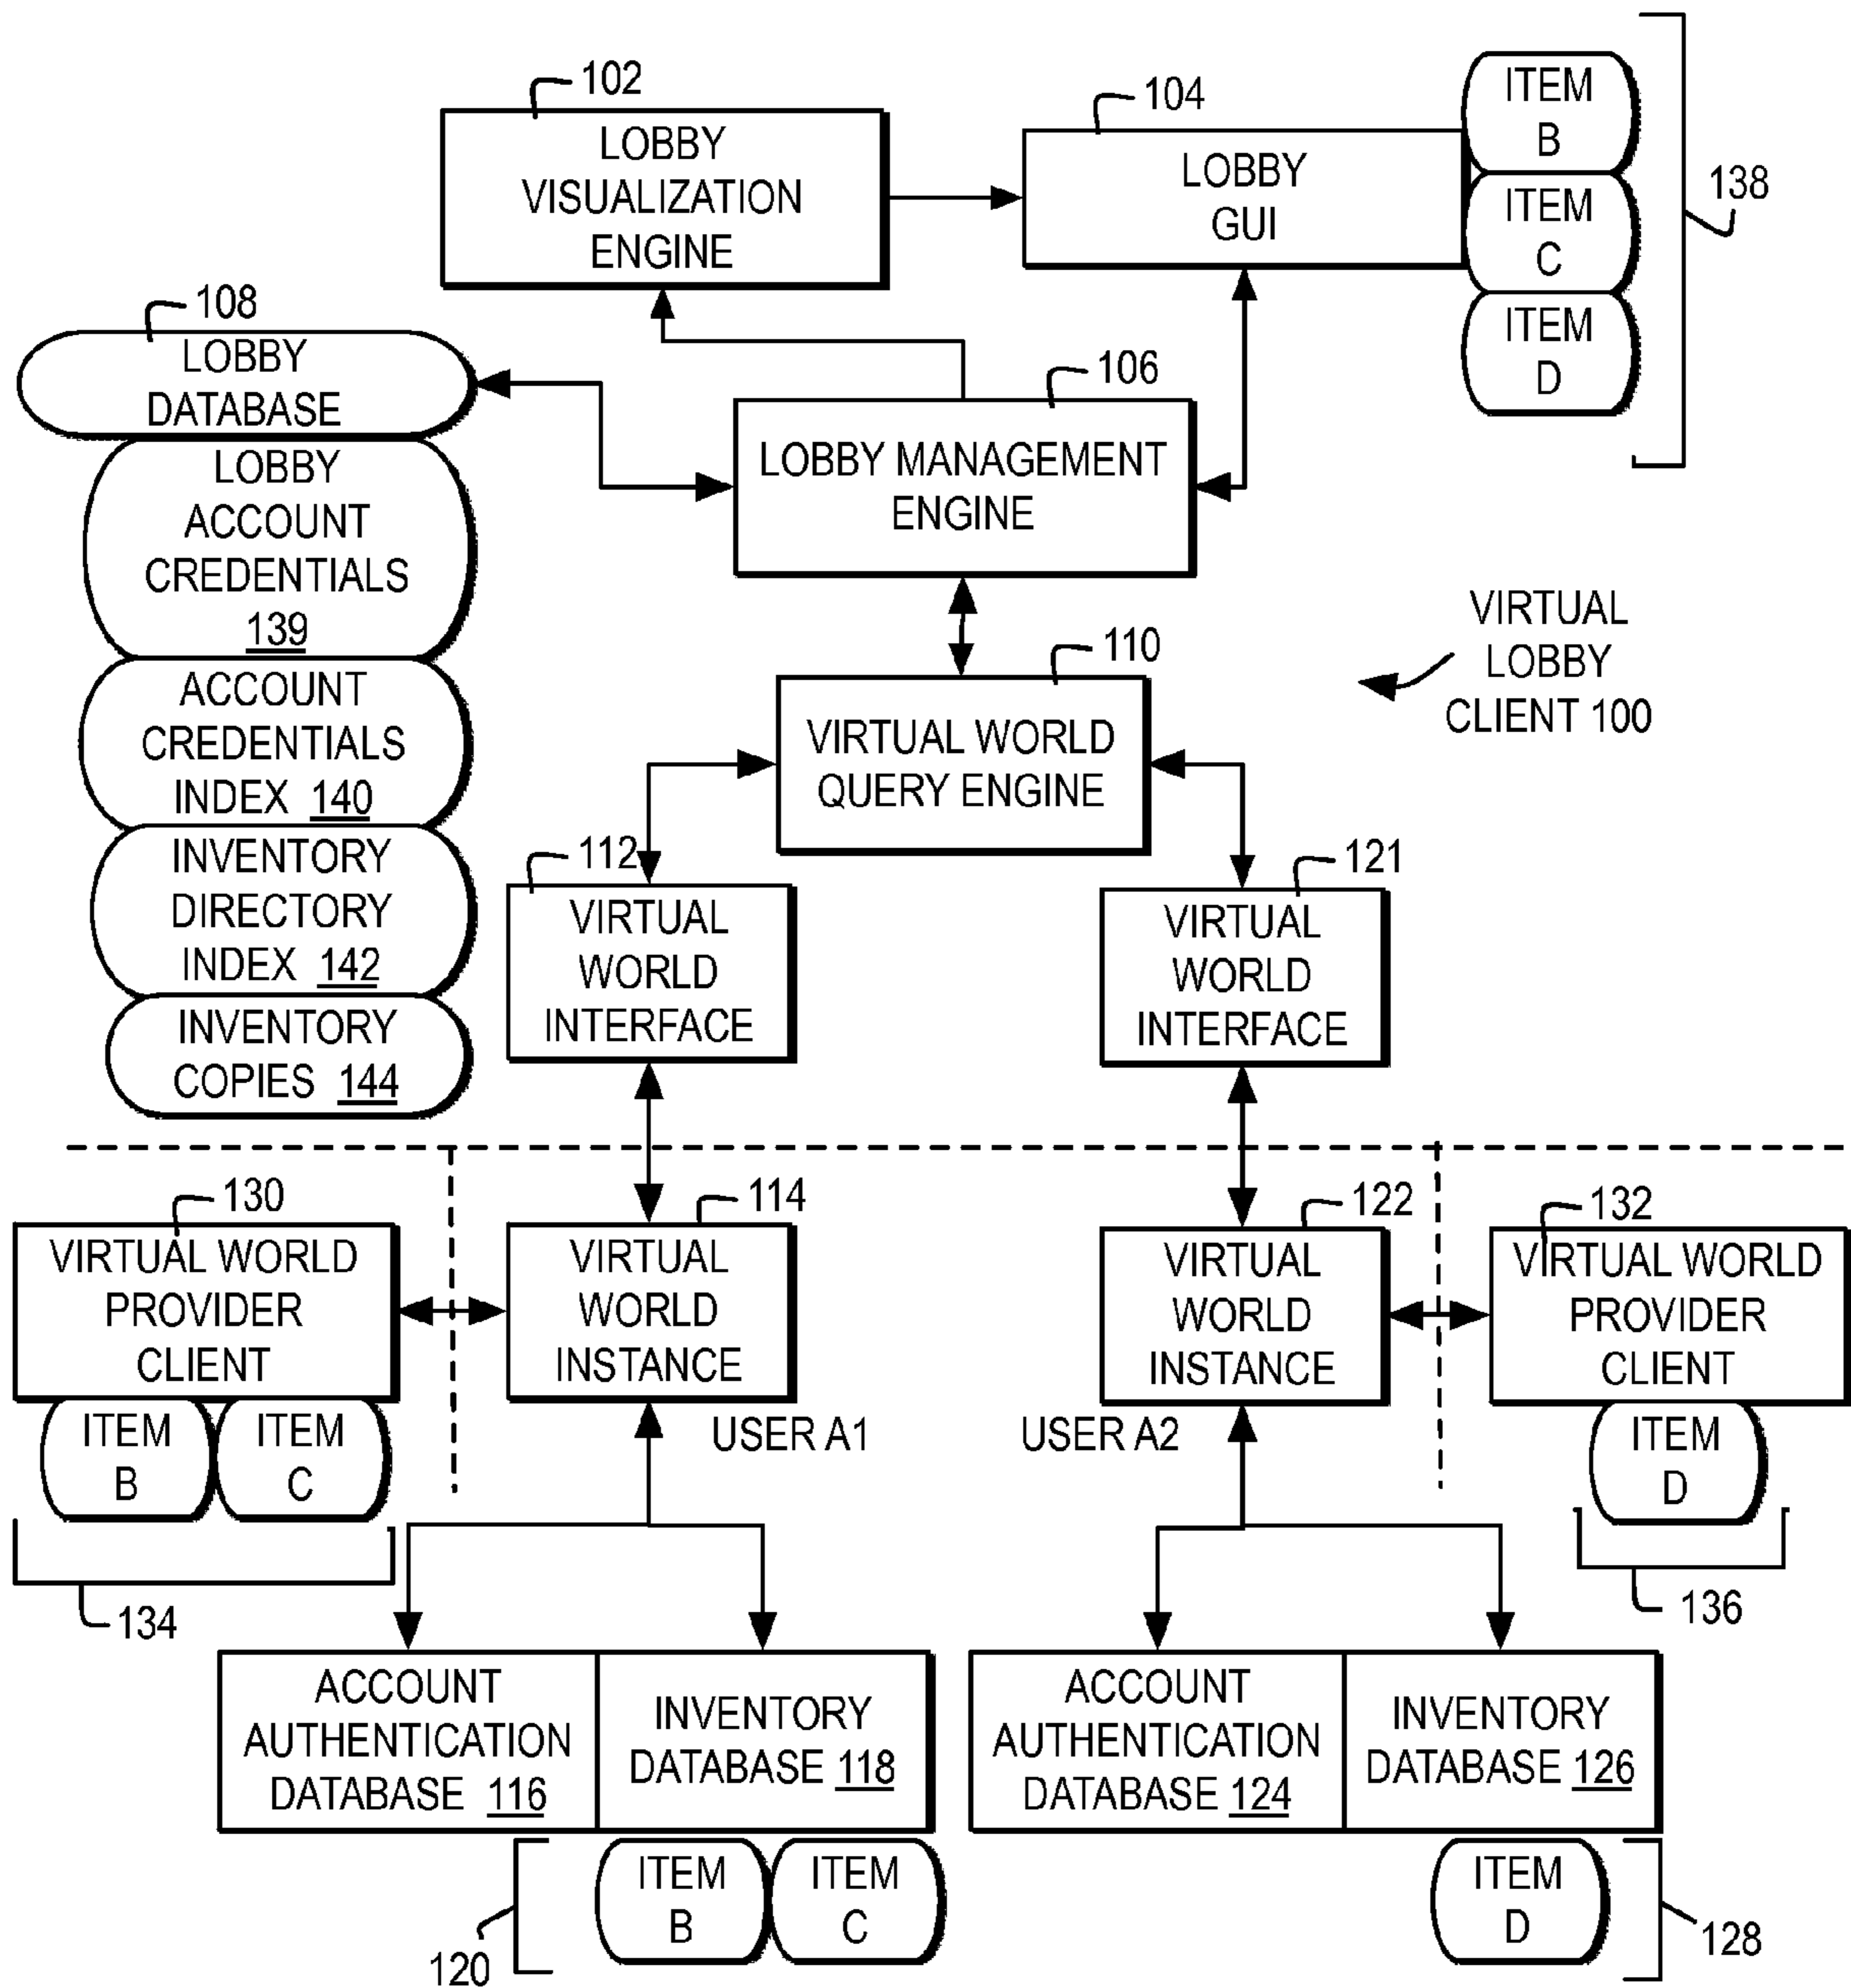 102
LOBBY
VISUALIZATION
ENGINE
104
LOBBY
GUI
ITEM
B
ITEM
C
ITEM
D
138
108
LOBBY
DATABASE
LOBBY
ACCOUNT
CREDENTIALS
139
ACCOUNT
CREDENTIALS
INDEX 140
INVENTORY
DIRECTORY
INDEX 142
INVENTORY
COPIES 144
106
LOBBY MANAGEMENT
ENGINE
VIRTUAL
LOBBY
CLIENT 100
110
VIRTUAL WORLD
QUERY ENGINE
112
VIRTUAL
WORLD
INTERFACE
121
VIRTUAL
WORLD
INTERFACE
130
VIRTUAL WORLD
PROVIDER
CLIENT
ITEM
B
ITEM
C
134
114
VIRTUAL
WORLD
INSTANCE
USER A1
122
VIRTUAL
WORLD
INSTANCE
USER A2
132
VIRTUAL WORLD
PROVIDER
CLIENT
ITEM
D
136
ACCOUNT
AUTHENTICATION
DATABASE 116
INVENTORY
DATABASE 118
120
ITEM
B
ITEM
C
ACCOUNT
AUTHENTICATION
DATABASE 124
INVENTORY
DATABASE 126
ITEM
D
128